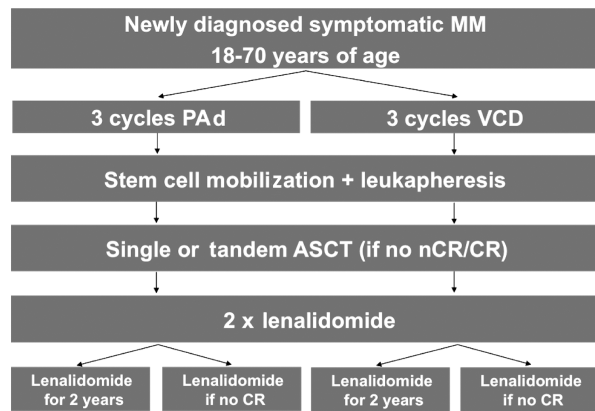 Newly diagnosed symptomatic MM
18-70 years of age
3 cycles PAd
3 cycles VCD
Stem cell mobilization + leukapheresis
Single or tandem ASCT (if no nCR/CR)
2 x lenalidomide
Lenalidomide
for 2 years
Lenalidomide
if no CR
Lenalidomide
for 2 years
Lenalidomide
if no CR